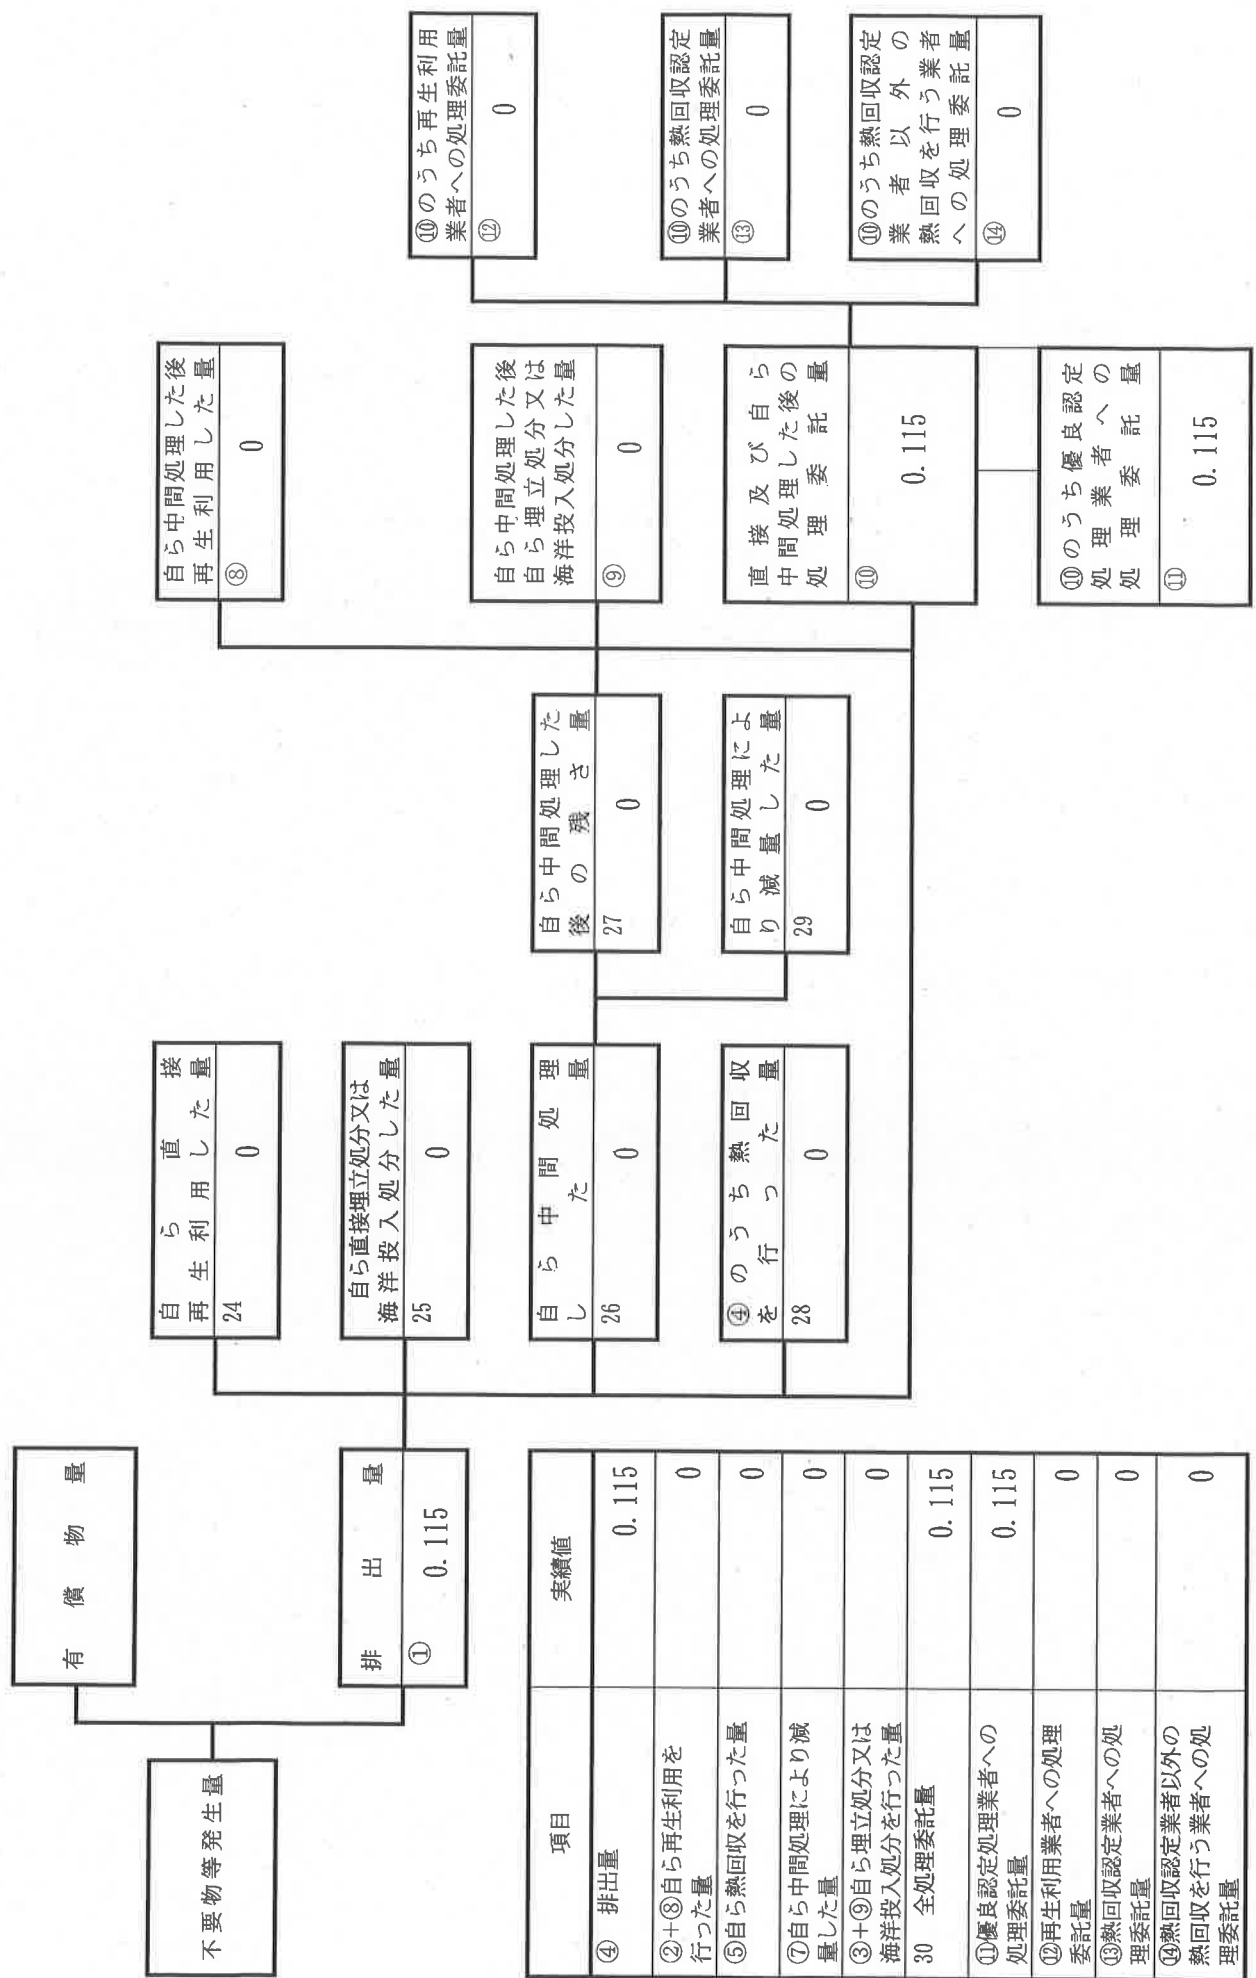 不要物等発生量
有償物量
排出量
① 0.115
自ら直接
再生利用した量
24 0
自ら直接埋立処分又は
海洋投入処分した量
25 0
自ら中間処理
した量
26 0
④のうち熱回収
を行った量
28 0
自ら中間処理した
後の残さ量
27 0
自ら中間処理によ
り減量した量
29 0
自ら中間処理した後
再生利用した量
⑧ 0
自ら中間処理した後
自ら埋立処分又は
海洋投入処分した量
⑨ 0
直接及び自ら
中間処理した後の
処理委託量
⑩ 0.115
⑩のうち優良認定
処理業者への
処理委託量
⑪ 0.115
⑩のうち再生利用
業者への処理委託量
⑫ 0
⑩のうち熱回収認定
業者への処理委託量
⑬ 0
⑩のうち熱回収認定
業者以外の
熱回収を行う業者
への処理委託量
⑭ 0
項目 実績値
④ 排出量 0.115
②+⑧自ら再生利用を
行った量 0
⑤自ら熱回収を行った量 0
⑦自ら中間処理により減
量した量 0
③+⑨自ら埋立処分又は
海洋投入処分を行った量 0
30 全処理委託量 0.115
⑪優良認定処理業者への
処理委託量 0.115
⑫再生利用業者への処理
委託量 0
⑬熱回収認定業者への処
理委託量 0
⑭熱回収認定業者以外の
熱回収を行う業者への処
理委託量 0